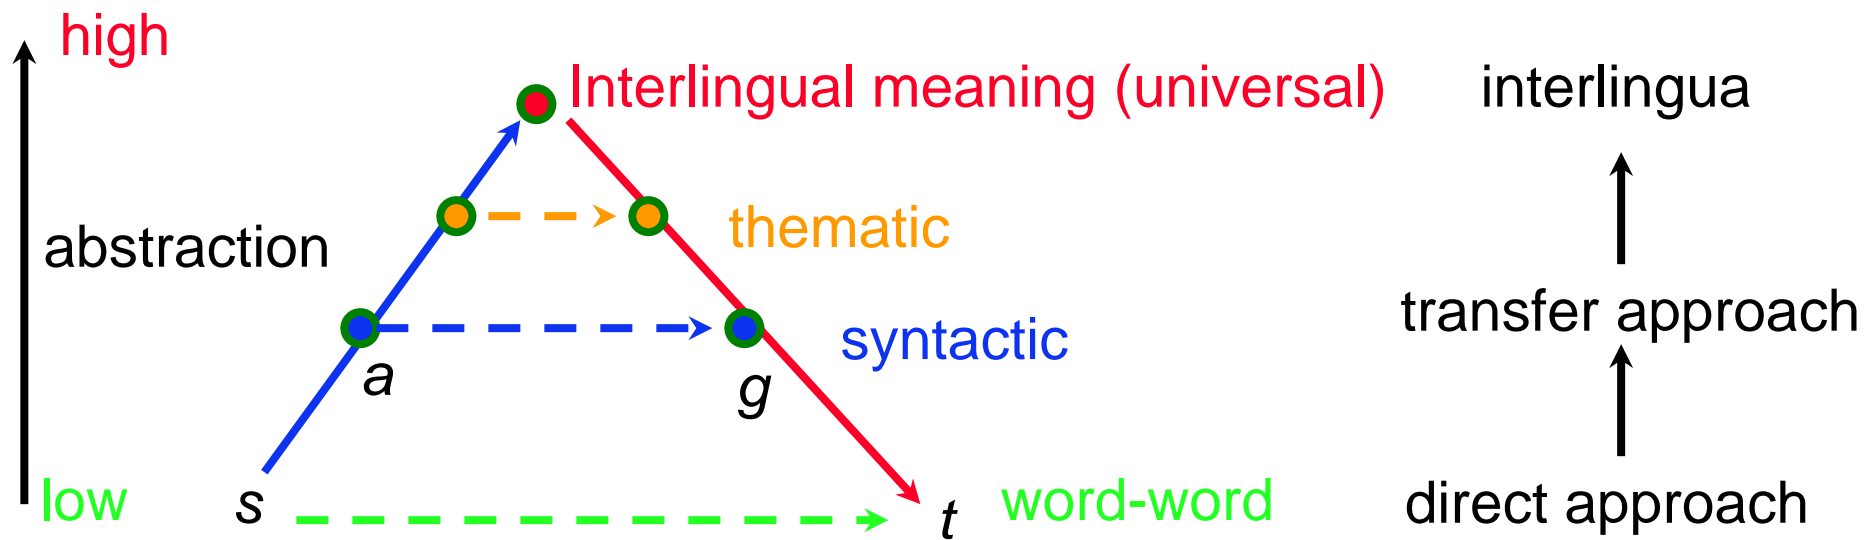 high
Interlingual meaning (universal)
interlingua
abstraction
thematic
transfer approach
syntactic
a
g
low
s
t
word-word
direct approach